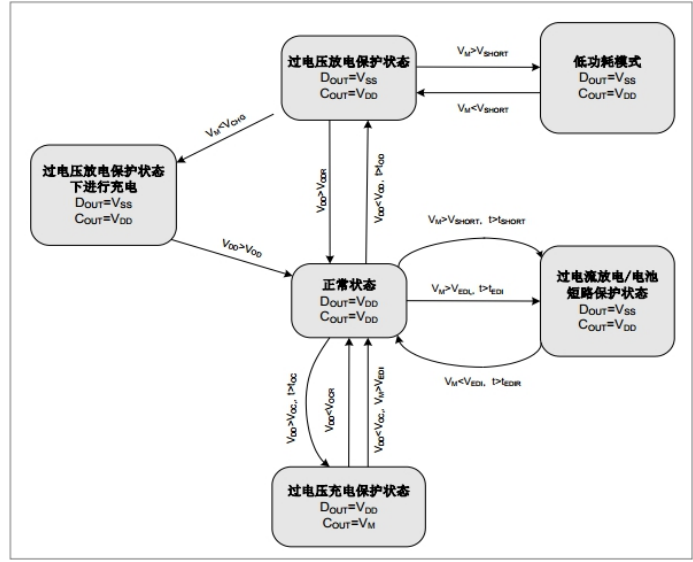 过电压放电保护状态
DOUT=VSS
COUT=VDD
VM>VSHORT
VM<VSHORT
低功耗模式
DOUT=VSS
COUT=VDD
VM<VCHG
过电压放电保护状态
下进行充电
DOUT=VSS
COUT=VDD
VDD>VDD
VDD>VODR
VDD<VOD, t>tOD
正常状态
DOUT=VDD
COUT=VDD
VM>VSHORT, t>tSHORT
VM>VEDI, t>tEDI
VM<VEDI, t>tEDIR
过电流放电/电池
短路保护状态
DOUT=VSS
COUT=VDD
VDD>VOC, t>tOC
VDD<VOCR
VDD<VOC, VM>VEDI
过电压充电保护状态
DOUT=VDD
COUT=VM